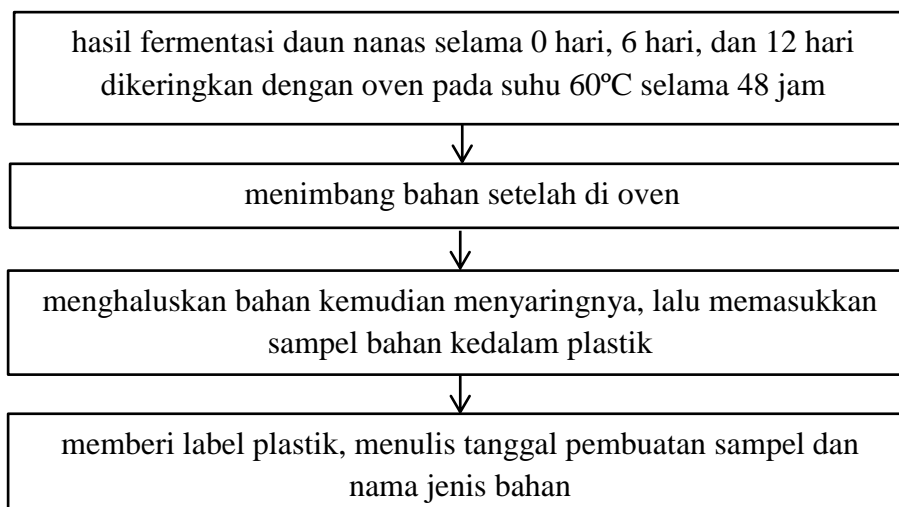 hasil fermentasi daun nanas selama 0 hari, 6 hari, dan 12 hari
dikeringkan dengan oven pada suhu 60ºC selama 48 jam
menimbang bahan setelah di oven
menghaluskan bahan kemudian menyaringnya, lalu memasukkan
sampel bahan kedalam plastik
memberi label plastik, menulis tanggal pembuatan sampel dan
nama jenis bahan